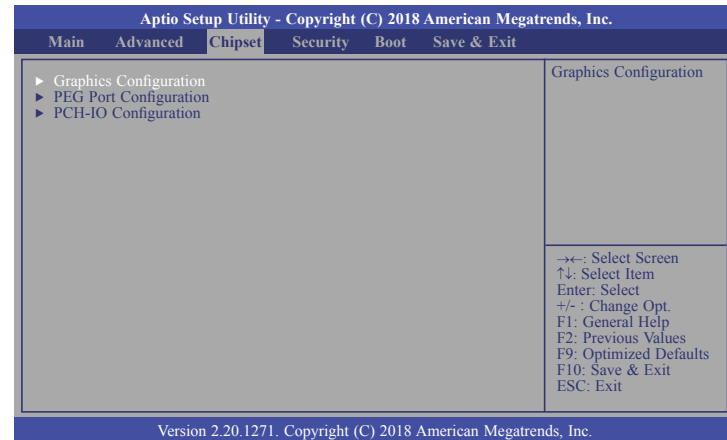 Aptio Setup Utility - Copyright (C) 2018 American Megatrends, Inc.
Main Advanced Chipset Security Boot Save & Exit
► Graphics Configuration
► PEG Port Configuration
► PCH-IO Configuration
Graphics Configuration
→←: Select Screen
↑↓: Select Item
Enter: Select
+/- : Change Opt.
F1: General Help
F2: Previous Values
F9: Optimized Defaults
F10: Save & Exit
ESC: Exit
Version 2.20.1271. Copyright (C) 2018 American Megatrends, Inc.